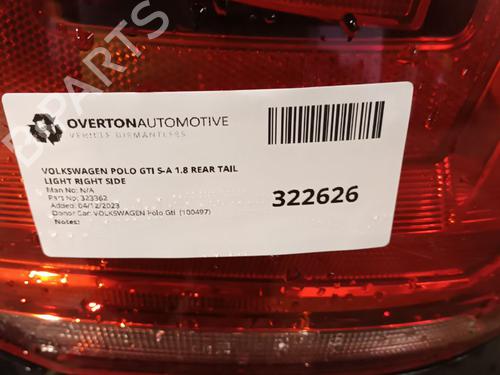 OVERTONAUTOMOTIVE
VEHICLE DISMANTLERS
VOLKSWAGEN POLO GTI S-A 1.8 REAR TAIL
LIGHT RIGHT SIDE
Man No: N/A
Part No: 323362
Added: 04/12/2023
Donor Car: VOLKSWAGEN Polo Gti (100497)
Notes:
322626
B-PARTS